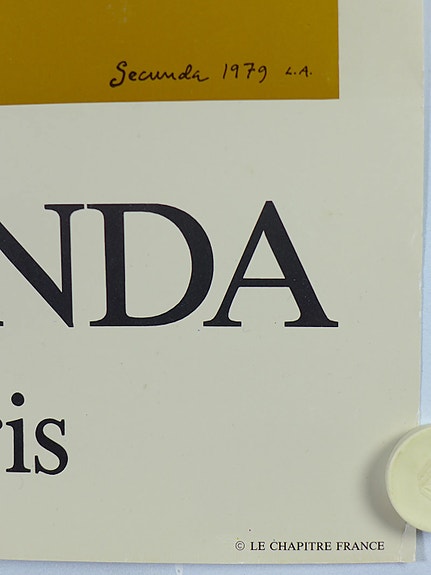 Secunda 1979 L.A.
NDA
ris
© LE CHAPITRE FRANCE